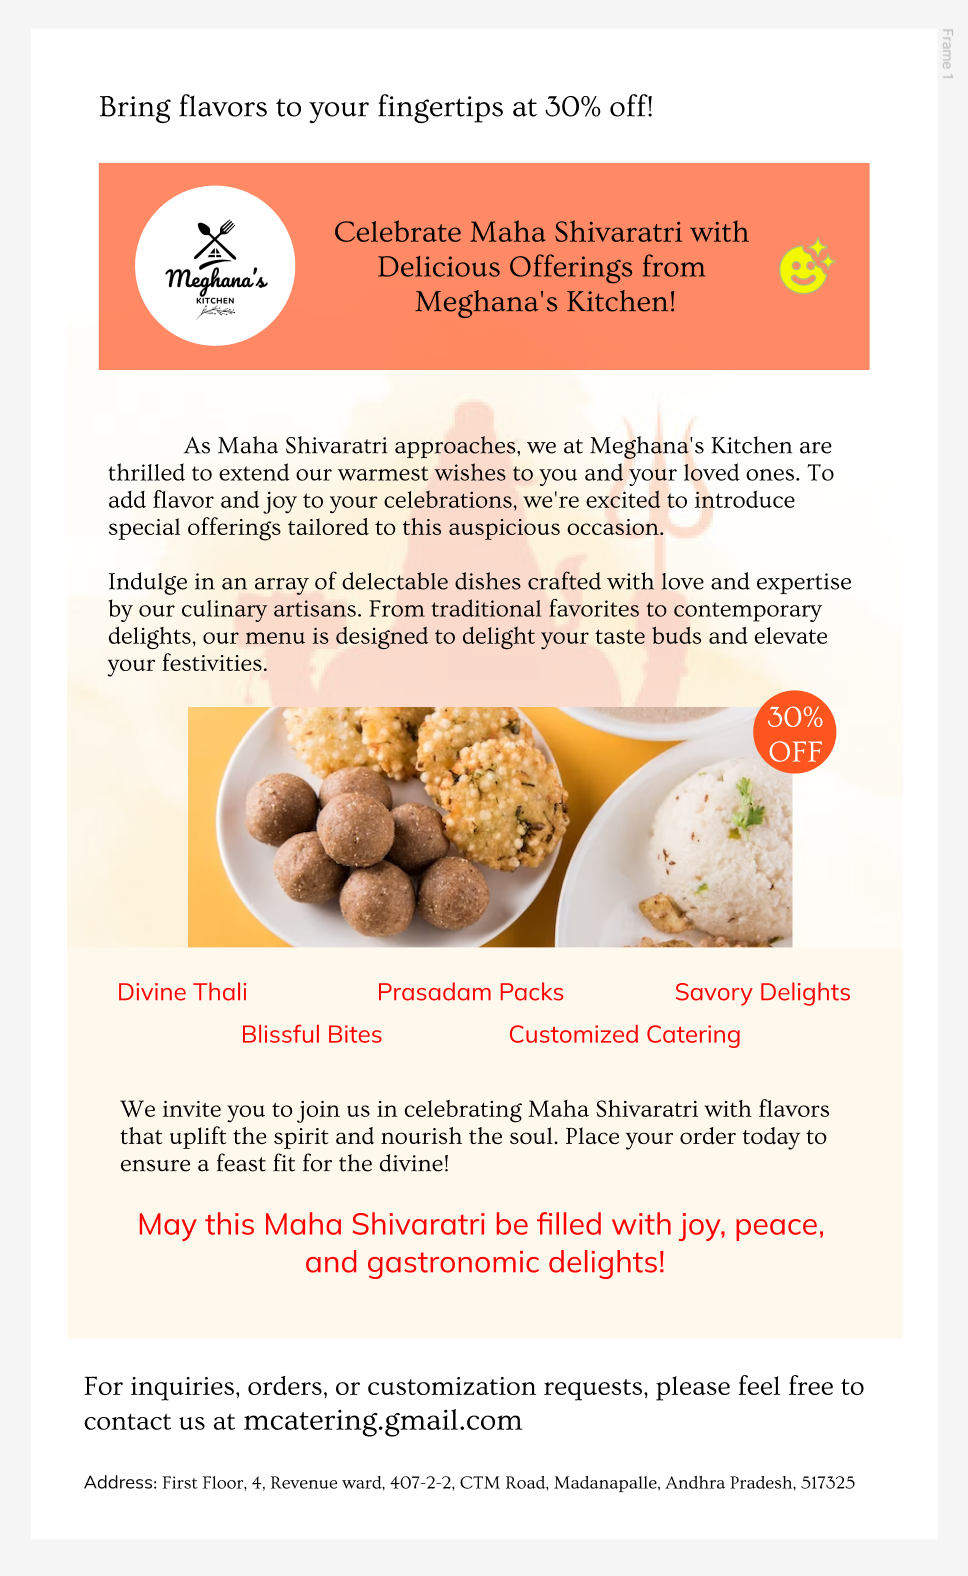 Frame 1
Bring flavors to your fingertips at 30% off!
Meghana's
KITCHEN
Celebrate Maha Shivaratri with
Delicious Offerings from
Meghana's Kitchen!
As Maha Shivaratri approaches, we at Meghana's Kitchen are
thrilled to extend our warmest wishes to you and your loved ones. To
add flavor and joy to your celebrations, we're excited to introduce
special offerings tailored to this auspicious occasion.
Indulge in an array of delectable dishes crafted with love and expertise
by our culinary artisans. From traditional favorites to contemporary
delights, our menu is designed to delight your taste buds and elevate
your festivities.
30%
OFF
Divine Thali Prasadam Packs Savory Delights
Blissful Bites Customized Catering
We invite you to join us in celebrating Maha Shivaratri with flavors
that uplift the spirit and nourish the soul. Place your order today to
ensure a feast fit for the divine!
May this Maha Shivaratri be filled with joy, peace,
and gastronomic delights!
For inquiries, orders, or customization requests, please feel free to
contact us at mcatering.gmail.com
Address: First Floor, 4, Revenue ward, 407-2-2, CTM Road, Madanapalle, Andhra Pradesh, 517325